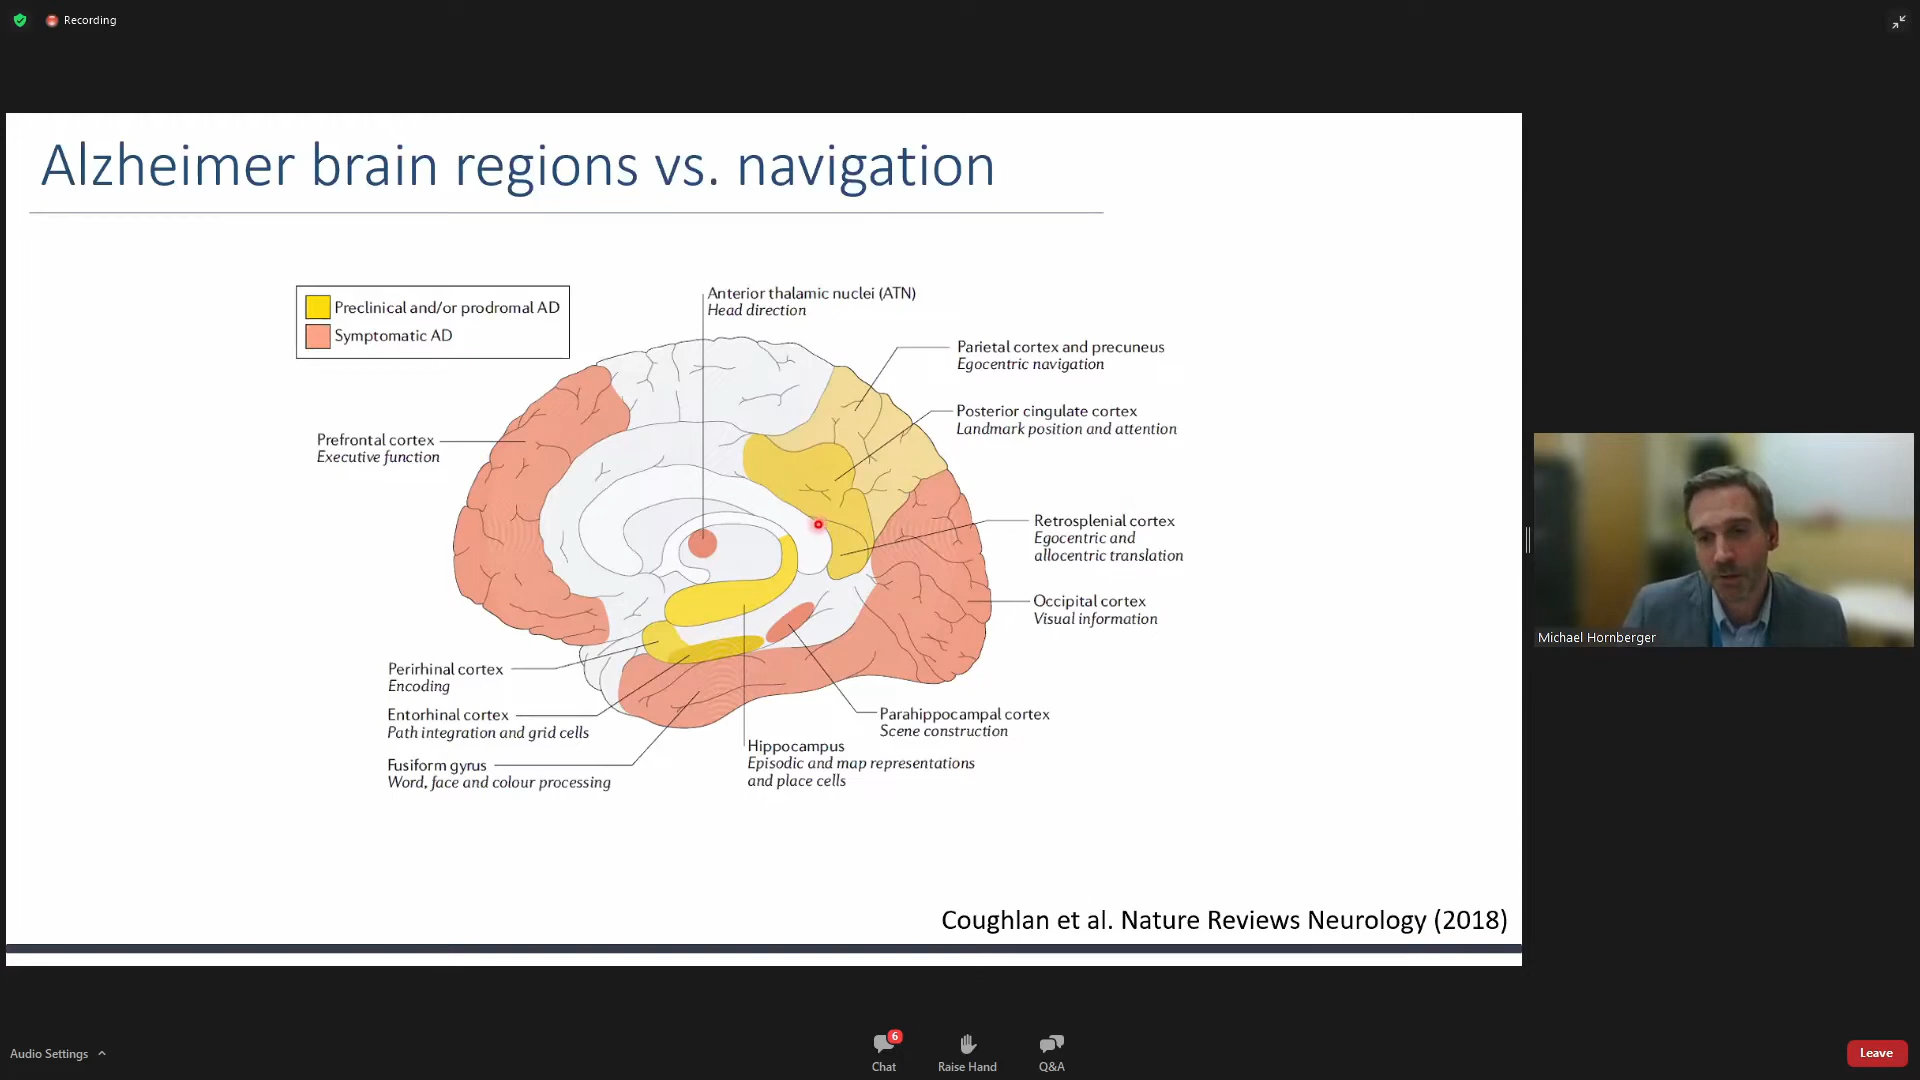 Recording
Alzheimer brain regions vs. navigation
Preclinical and/or prodromal AD
Symptomatic AD
Anterior thalamic nuclei (ATN)
Head direction
Parietal cortex and precuneus
Egocentric navigation
Posterior cingulate cortex
Landmark position and attention
Prefrontal cortex
Executive function
Retrosplenial cortex
Egocentric and
allocentric translation
Occipital cortex
Visual information
Perirhinal cortex
Encoding
Entorhinal cortex
Path integration and grid cells
Fusiform gyrus
Word, face and colour processing
Parahippocampal cortex
Scene construction
Hippocampus
Episodic and map representations
and place cells
Coughlan et al. Nature Reviews Neurology (2018)
Michael Hornberger
Audio Settings
6
Chat
Raise Hand
Q&A
Leave